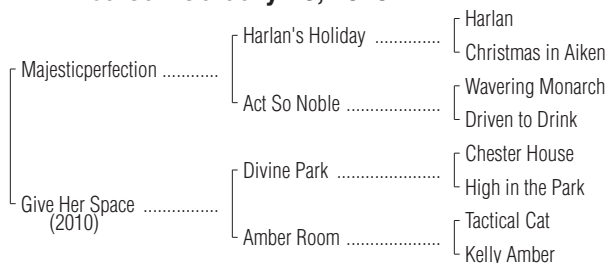 Harlan
Harlan's Holiday ..............
Christmas in Aiken
Majesticperfection ............
Wavering Monarch
Act So Noble .....................
Driven to Drink
Chester House
Divine Park .......................
High in the Park
Give Her Space ................
(2010)
Tactical Cat
Amber Room .....................
Kelly Amber